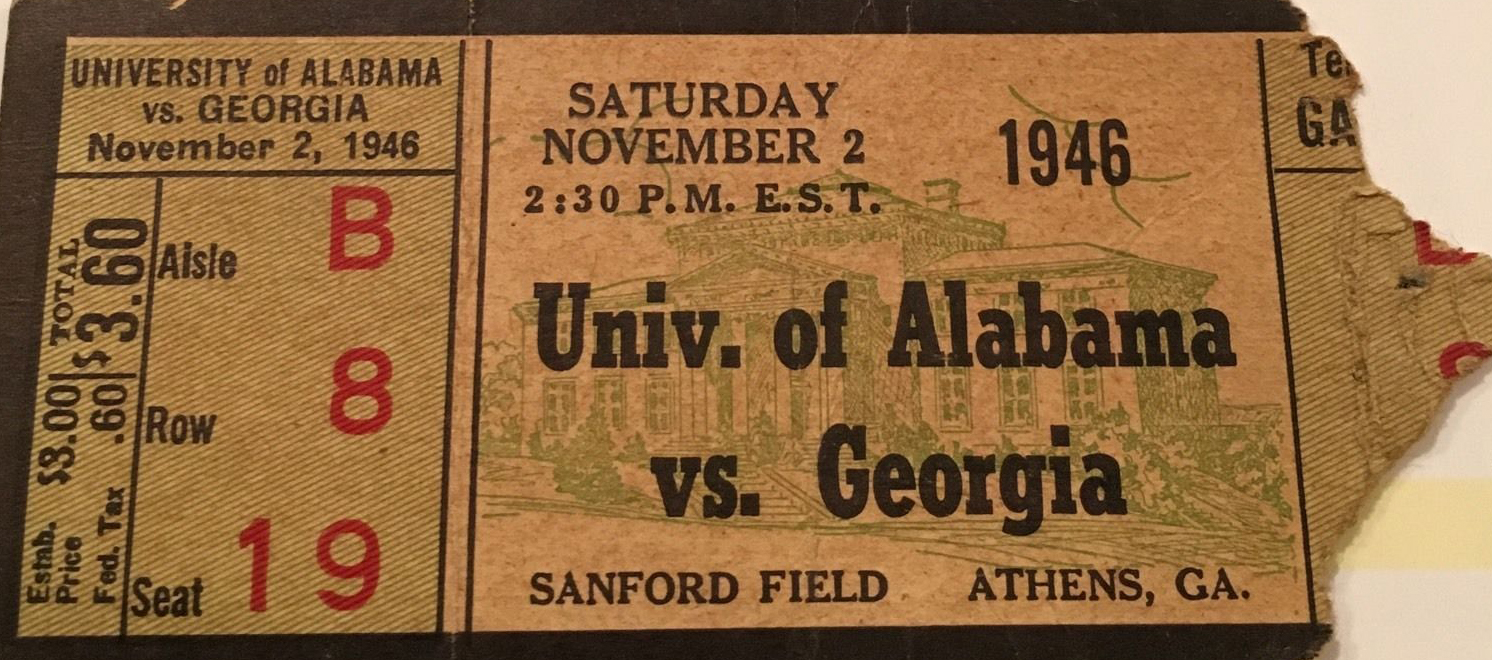 UNIVERSITY of ALABAMA
vs. GEORGIA
November 2, 1946
Estab. Price $3.00
Fed. Tax .60
TOTAL $3.60
Aisle B
Row 8
Seat 19
SATURDAY
NOVEMBER 2
2:30 P.M. E.S.T.
1946
Univ. of Alabama
vs. Georgia
SANFORD FIELD ATHENS, GA.
GA